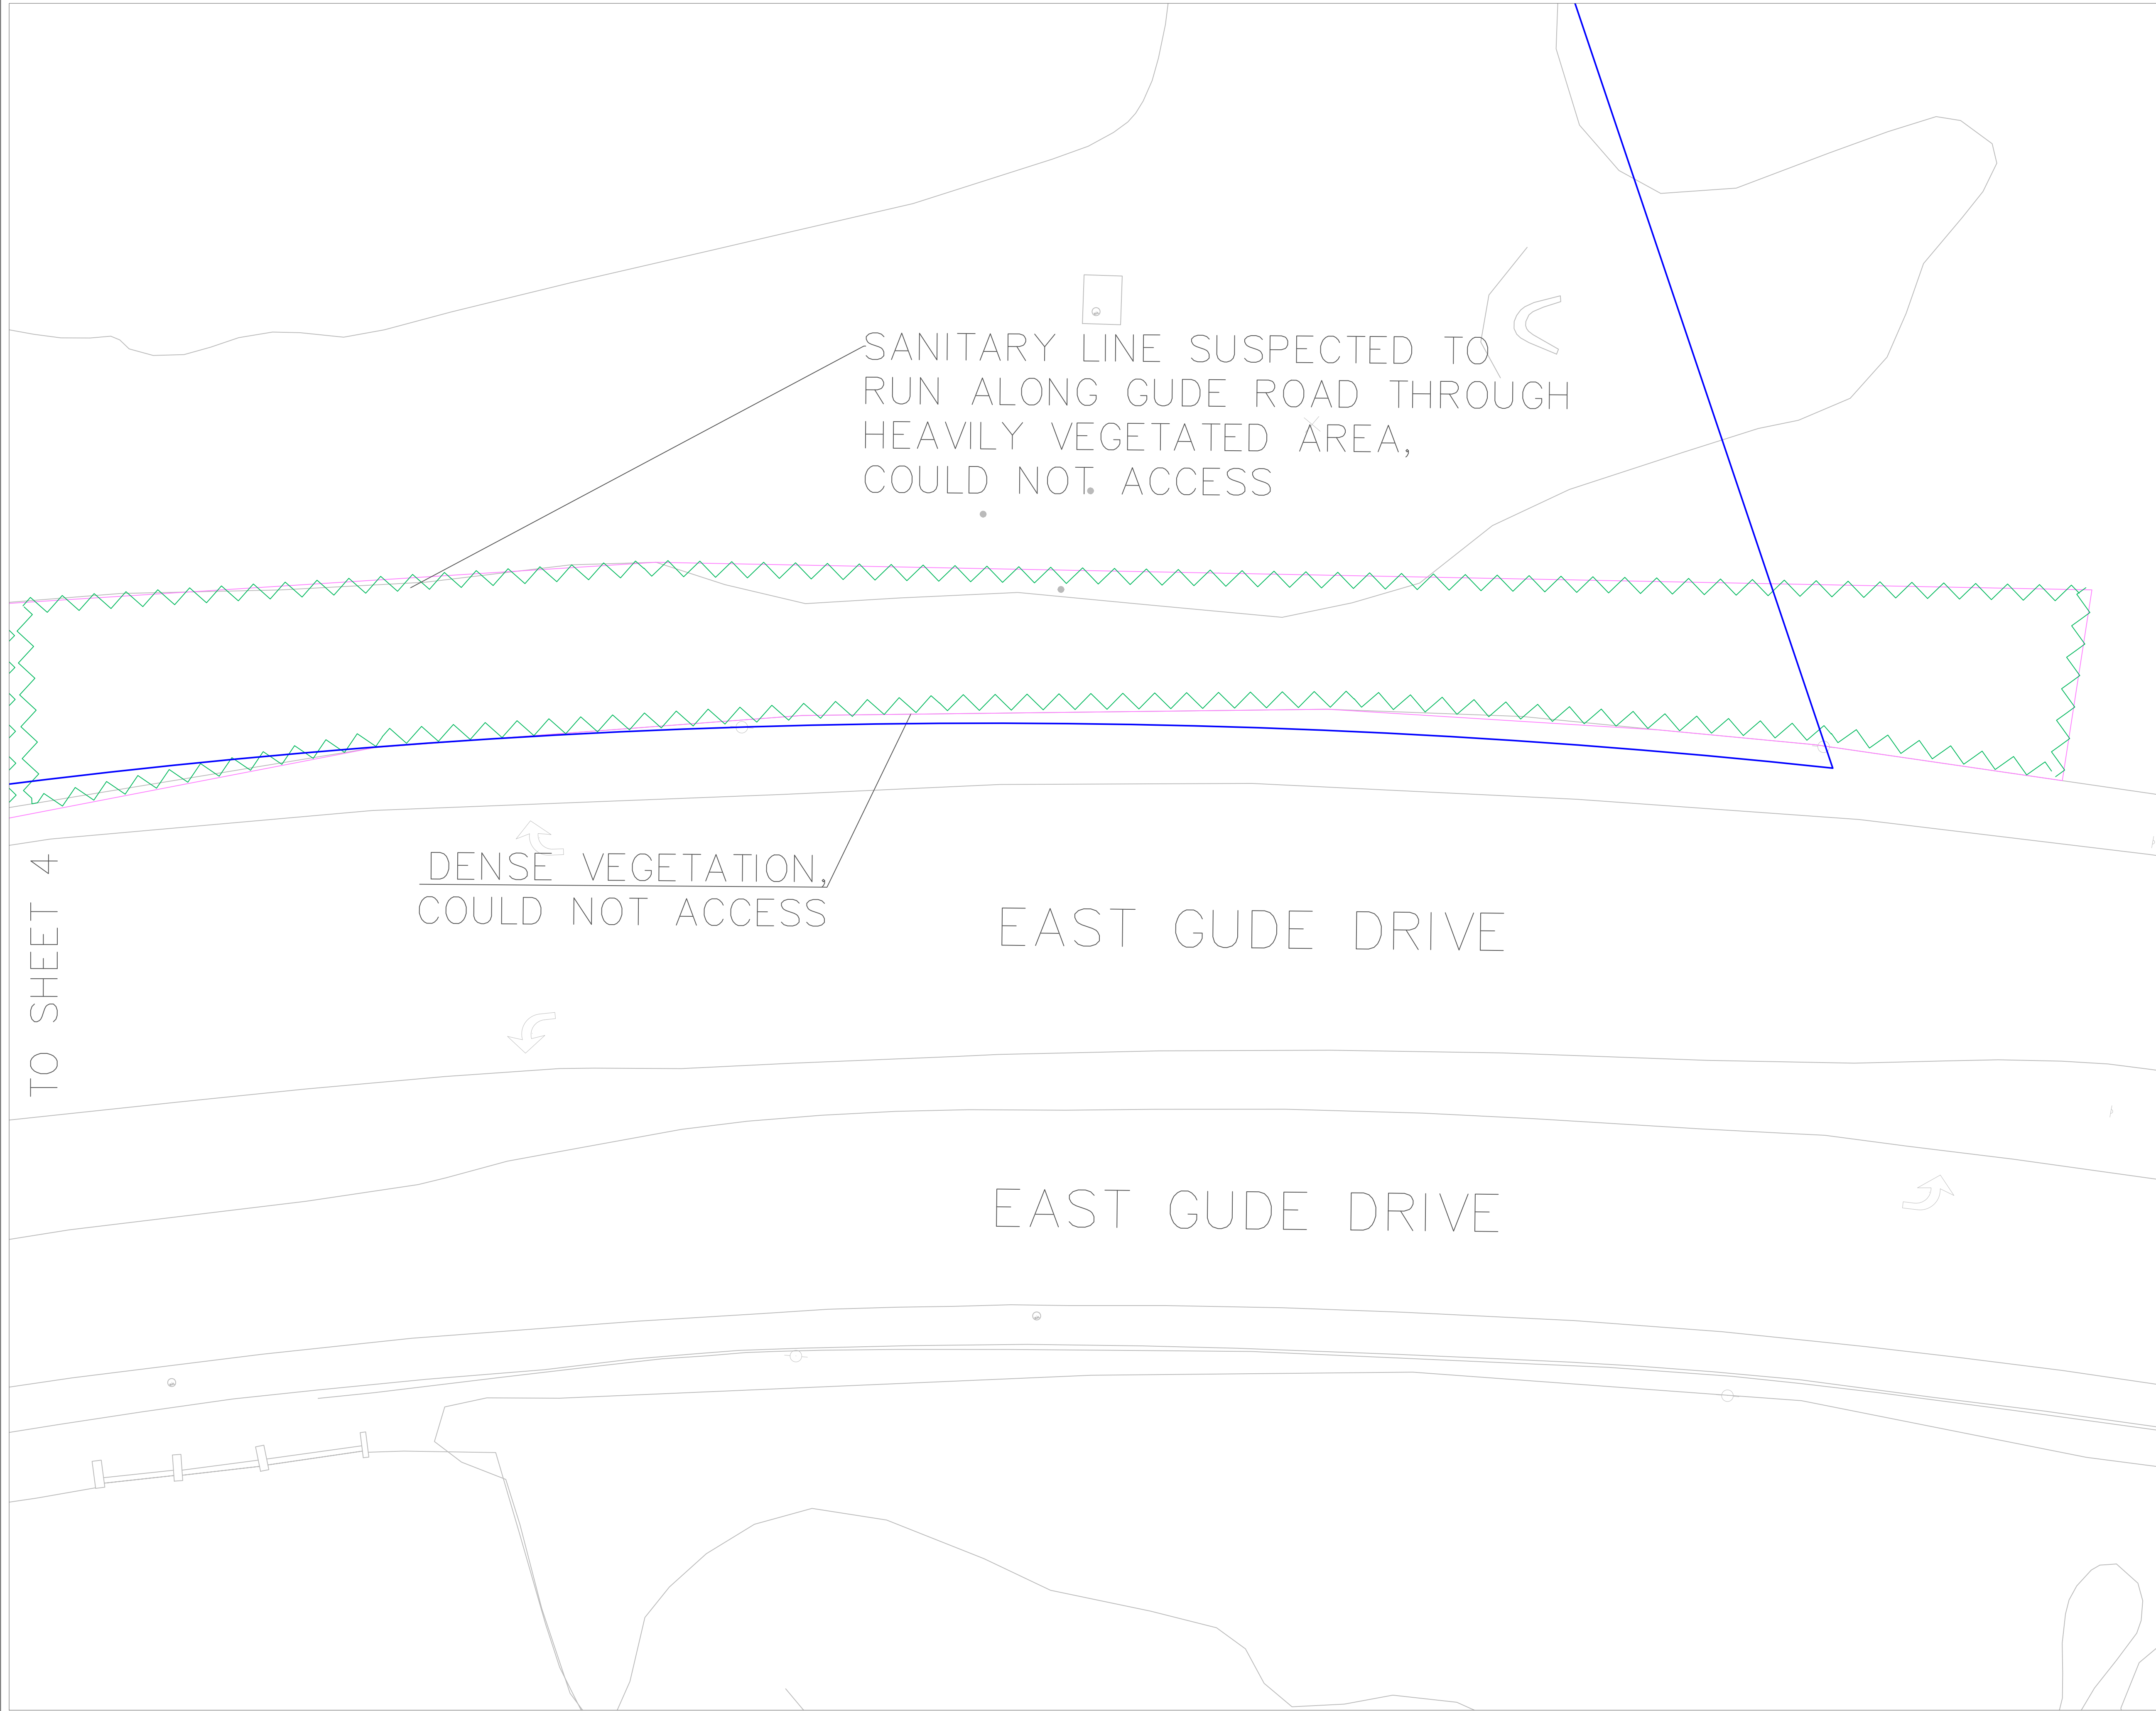 SANITARY LINE SUSPECTED TO
RUN ALONG GUDE ROAD THROUGH
HEAVILY VEGETATED AREA,
COULD NOT ACCESS
DENSE VEGETATION,
COULD NOT ACCESS
EAST GUDE DRIVE
TO SHEET 4
EAST GUDE DRIVE